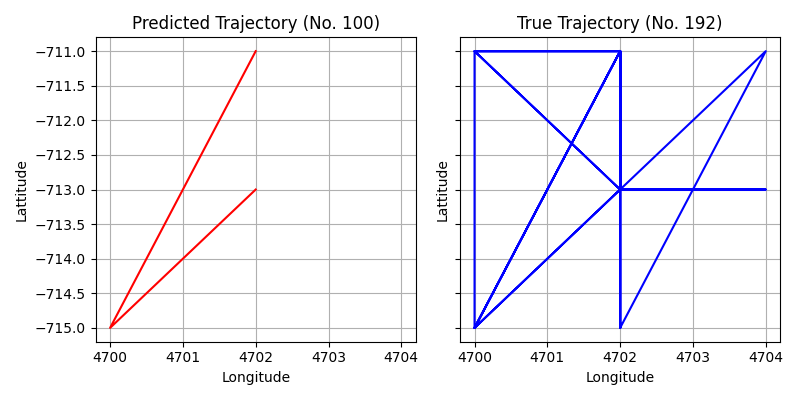 Predicted Trajectory (No. 100)
True Trajectory (No. 192)
−711.0
−711.5
−712.0
−712.5
−713.0
−713.5
−714.0
−714.5
−715.0
Lattitude
Lattitude
4700 4701 4702 4703 4704
4700 4701 4702 4703 4704
Longitude
Longitude